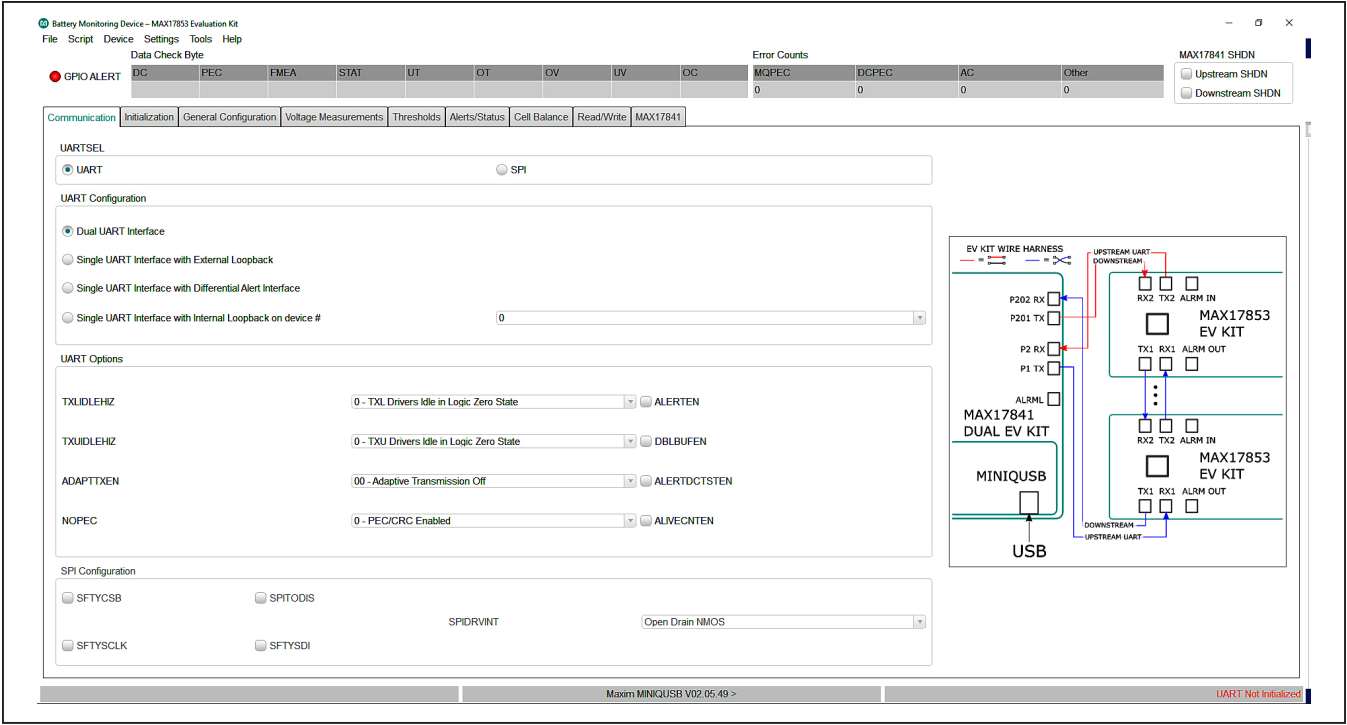 Battery Monitoring Device – MAX17853 Evaluation Kit
File Script Device Settings Tools Help
Data Check Byte Error Counts MAX17841 SHDN
GPIO ALERT DC PEC FMEA STAT UT OT OV UV OC MQPEC DCPEC AC Other Upstream SHDN
0 0 0 0 Downstream SHDN
Communication Initialization General Configuration Voltage Measurements Thresholds Alerts/Status Cell Balance Read/Write MAX17841
UARTSEL
UART SPI
UART Configuration
Dual UART Interface
Single UART Interface with External Loopback
Single UART Interface with Differential Alert Interface
Single UART Interface with Internal Loopback on device # 0
UART Options
TXLIDLEHIZ 0 - TXL Drivers Idle in Logic Zero State ALERTEN
TXUIDLEHIZ 0 - TXU Drivers Idle in Logic Zero State DBLBUFEN
ADAPTTXEN 00 - Adaptive Transmission Off ALERTDCTSTEN
NOPEC 0 - PEC/CRC Enabled ALIVECNTEN
SPI Configuration
SFTYCSB SPITODIS
SPIDRVINT Open Drain NMOS
SFTYSCLK SFTYSDI
EV KIT WIRE HARNESS
= =
UPSTREAM UART
DOWNSTREAM
P202 RX
P201 TX
P2 RX
P1 TX
ALRML
MAX17841
DUAL EV KIT
MINIQUSB
USB
RX2 TX2 ALRM IN
MAX17853
EV KIT
TX1 RX1 ALRM OUT
RX2 TX2 ALRM IN
MAX17853
EV KIT
TX1 RX1 ALRM OUT
DOWNSTREAM
UPSTREAM UART
Maxim MINIQUSB V02.05.49 > UART Not Initialized